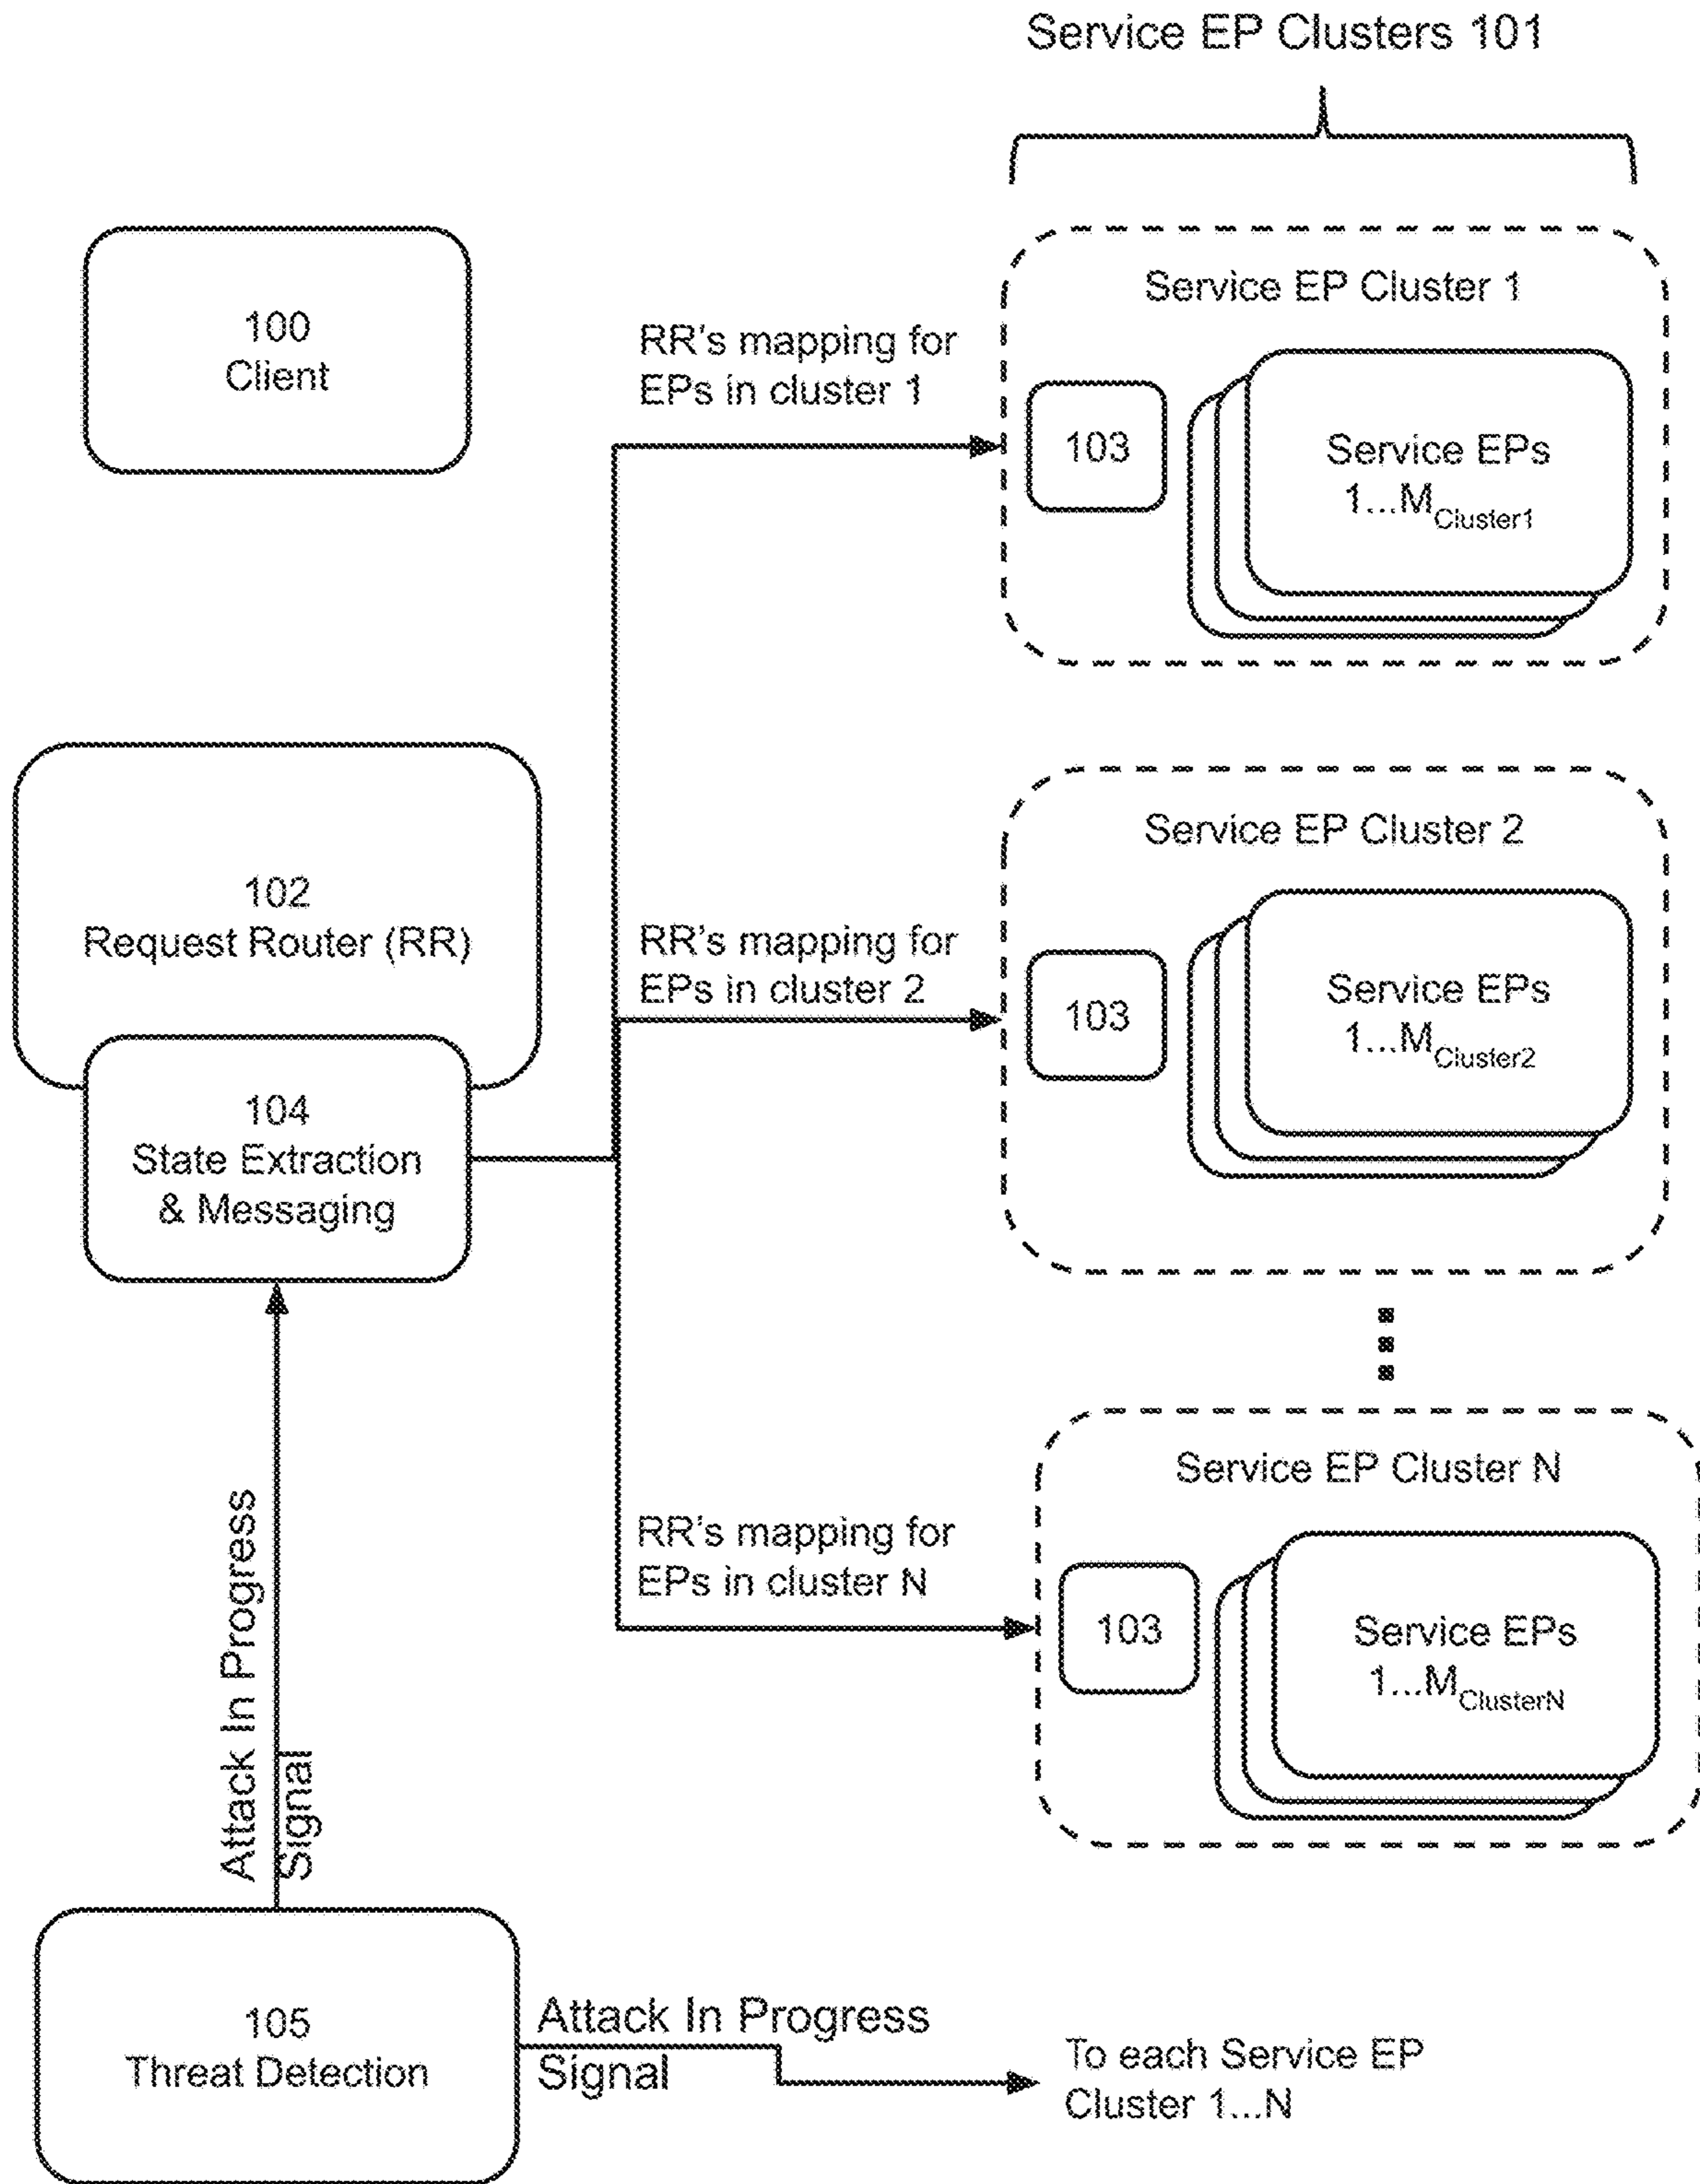 Service EP Clusters 101
100
Client
RR's mapping for
EPs in cluster 1
Service EP Cluster 1
103
Service EPs
1...MCluster1
102
Request Router (RR)
104
State Extraction
& Messaging
RR's mapping for
EPs in cluster 2
Service EP Cluster 2
103
Service EPs
1...MCluster2
RR's mapping for
EPs in cluster N
Service EP Cluster N
103
Service EPs
1...MClusterN
Attack In Progress
Signal
105
Threat Detection
Attack In Progress
Signal
To each Service EP
Cluster 1...N